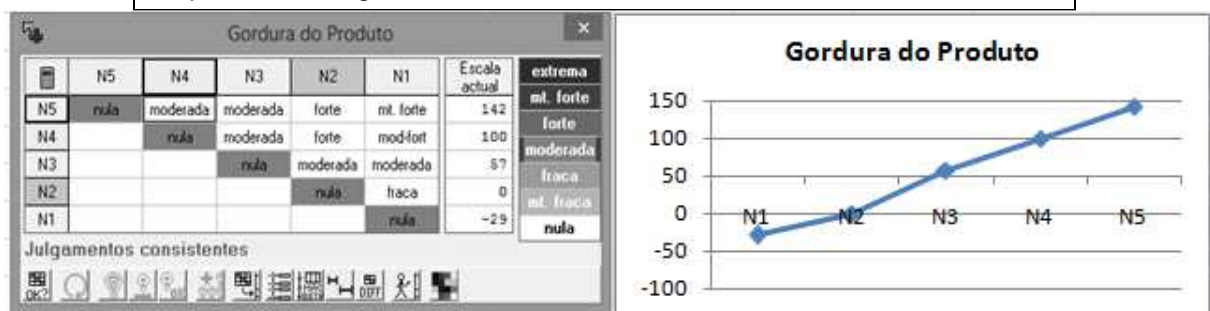 Gordura do Produto
N5 N4 N3 N2 N1 Escala actual
N5 nula moderada moderada forte mt. forte 142
N4 nula moderada forte mod-fort 100
N3 nula moderada moderada 57
N2 nula fraca 0
N1 nula -29
extrema
mt. forte
forte
moderada
fraca
mt. fraca
nula
Julgamentos consistentes
OK?
Gordura do Produto
150
100
50
0
-50
-100
N1 N2 N3 N4 N5